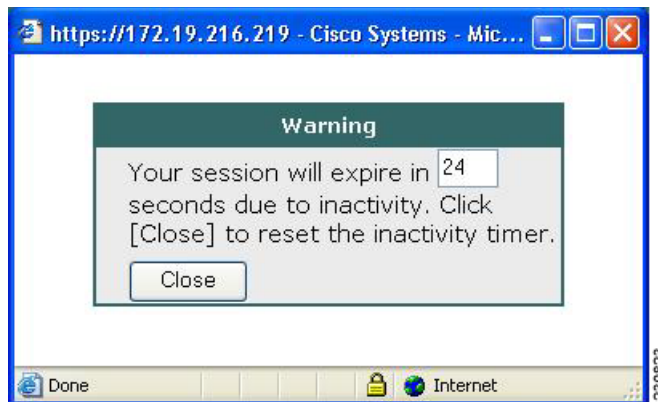 https://172.19.216.219 - Cisco Systems - Mic...
Warning
Your session will expire in 24
seconds due to inactivity. Click
[Close] to reset the inactivity timer.
Close
Done
Internet